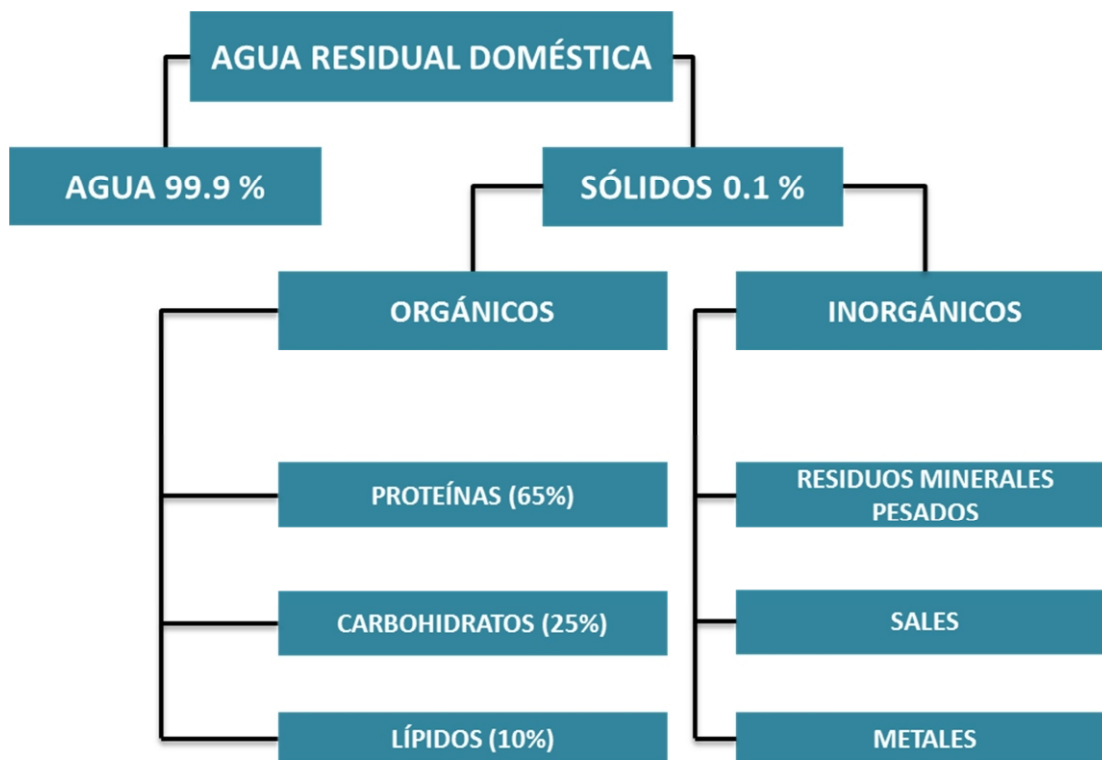 AGUA RESIDUAL DOMÉSTICA
AGUA 99.9 %
SÓLIDOS 0.1 %
ORGÁNICOS
INORGÁNICOS
PROTEÍNAS (65%)
RESIDUOS MINERALES
PESADOS
CARBOHIDRATOS (25%)
SALES
LÍPIDOS (10%)
METALES